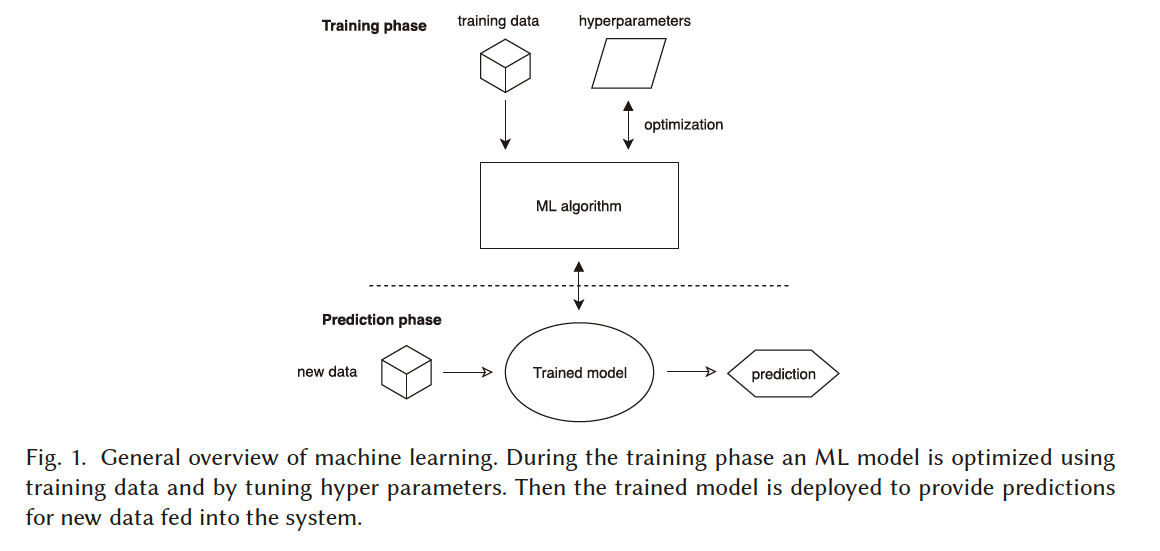 Training phase
training data
hyperparameters
optimization
ML algorithm
Prediction phase
new data
Trained model
prediction
Fig. 1. General overview of machine learning. During the training phase an ML model is optimized using
training data and by tuning hyper parameters. Then the trained model is deployed to provide predictions
for new data fed into the system.